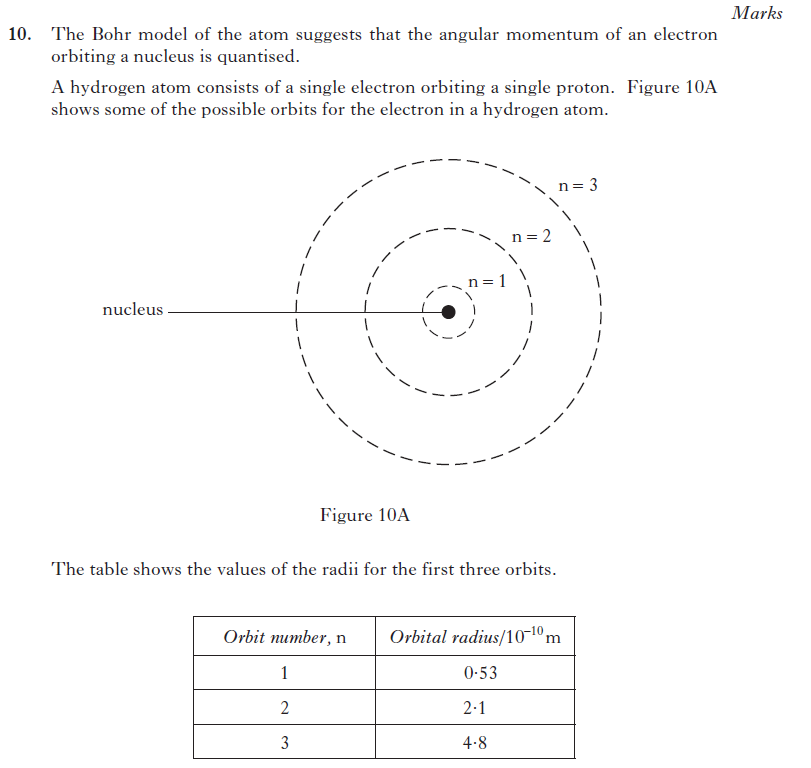 Marks
10. The Bohr model of the atom suggests that the angular momentum of an electron
orbiting a nucleus is quantised.
A hydrogen atom consists of a single electron orbiting a single proton. Figure 10A
shows some of the possible orbits for the electron in a hydrogen atom.
n = 3
n = 2
n = 1
nucleus
Figure 10A
The table shows the values of the radii for the first three orbits.
Orbit number, n Orbital radius/10⁻¹⁰ m
1 0·53
2 2·1
3 4·8